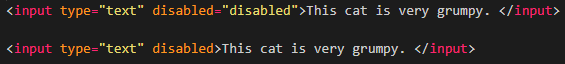 <input type="text" disabled="disabled">This cat is very grumpy. </input>
<input type="text" disabled>This cat is very grumpy. </input>